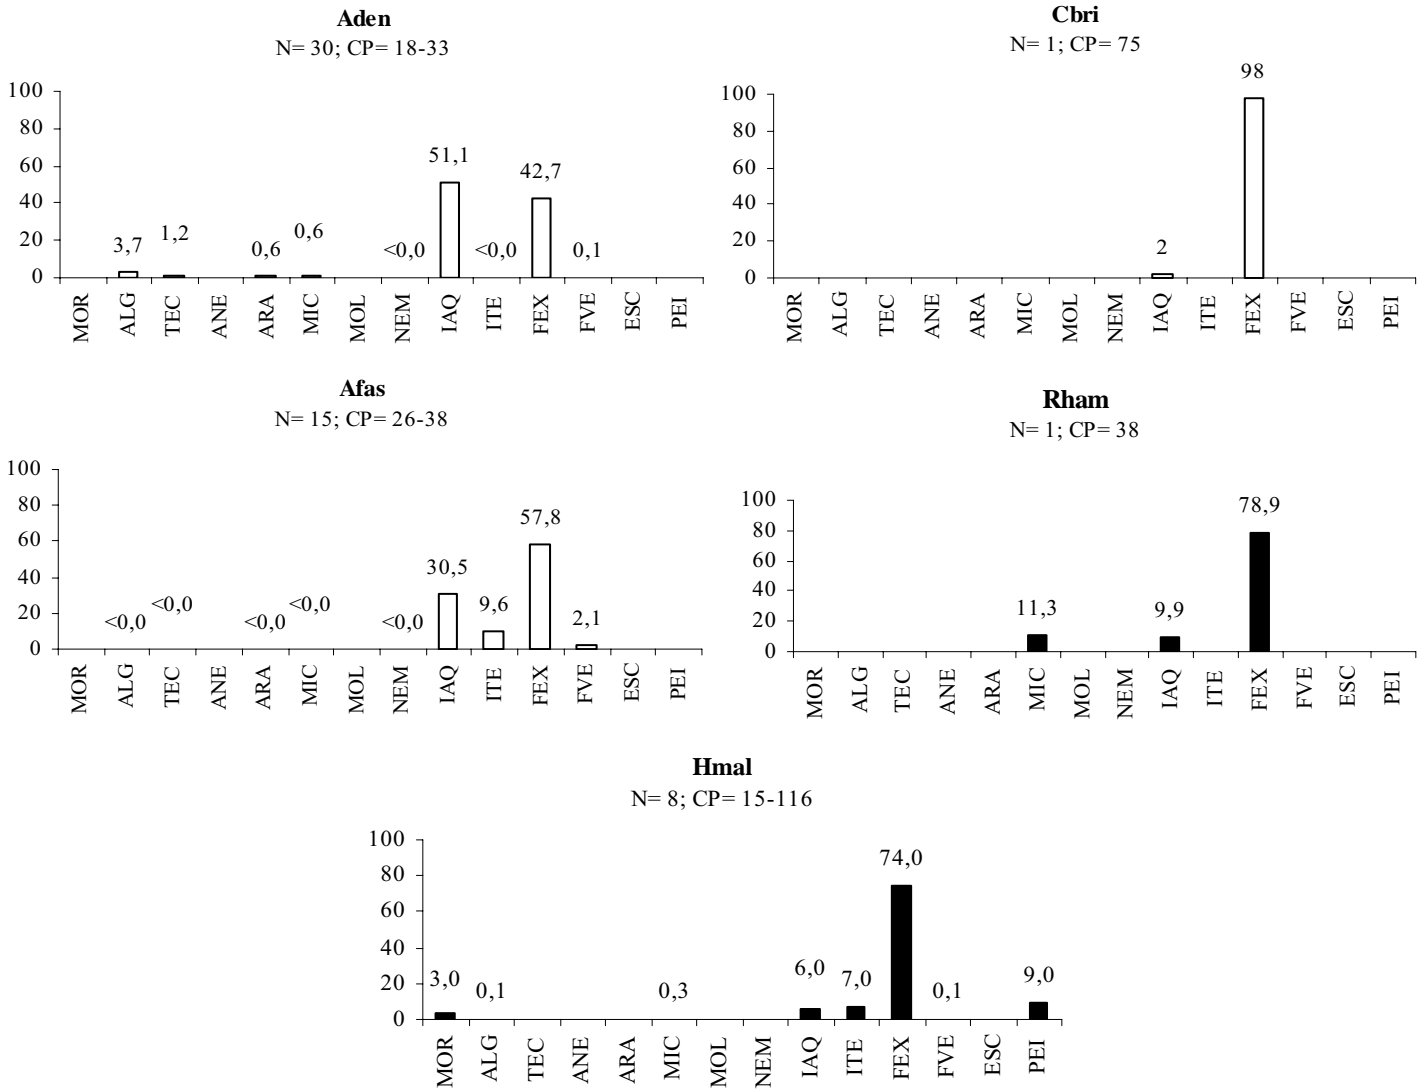 Aden
N= 30; CP= 18-33
100
80
60
40
20
0
3,7
1,2
0,6
0,6
<0,0
51,1
<0,0
42,7
0,1
MOR
ALG
TEC
ANE
ARA
MIC
MOL
NEM
IAQ
ITE
FEX
FVE
ESC
PEI
Cbri
N= 1; CP= 75
100
80
60
40
20
0
2
98
MOR
ALG
TEC
ANE
ARA
MIC
MOL
NEM
IAQ
ITE
FEX
FVE
ESC
PEI
Afas
N= 15; CP= 26-38
100
80
60
40
20
0
<0,0
<0,0
<0,0
<0,0
<0,0
30,5
9,6
57,8
2,1
MOR
ALG
TEC
ANE
ARA
MIC
MOL
NEM
IAQ
ITE
FEX
FVE
ESC
PEI
Rham
N= 1; CP= 38
100
80
60
40
20
0
11,3
9,9
78,9
MOR
ALG
TEC
ANE
ARA
MIC
MOL
NEM
IAQ
ITE
FEX
FVE
ESC
PEI
Hmal
N= 8; CP= 15-116
100
80
60
40
20
0
3,0
0,1
0,3
6,0
7,0
74,0
0,1
9,0
MOR
ALG
TEC
ANE
ARA
MIC
MOL
NEM
IAQ
ITE
FEX
FVE
ESC
PEI